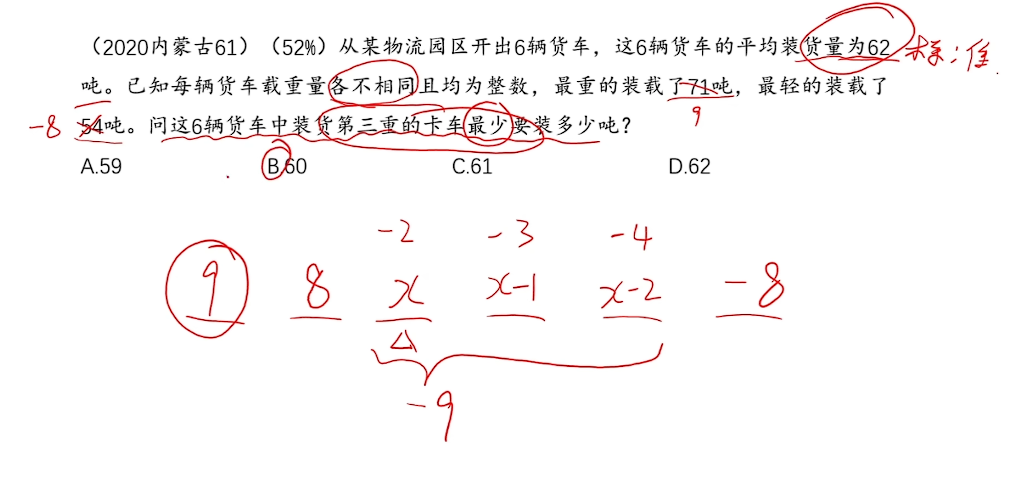 （2020内蒙古61）（52%）从某物流园区开出6辆货车，这6辆货车的平均装货量为62
吨。已知每辆货车载重量各不相同且均为整数，最重的装载了71吨，最轻的装载了
-8 54吨。问这6辆货车中装货第三重的卡车最少要装多少吨？ 9
A.59 B.60 C.61 D.62
-2 -3 -4
9 8 x x-1 x-2 -8
△
-9